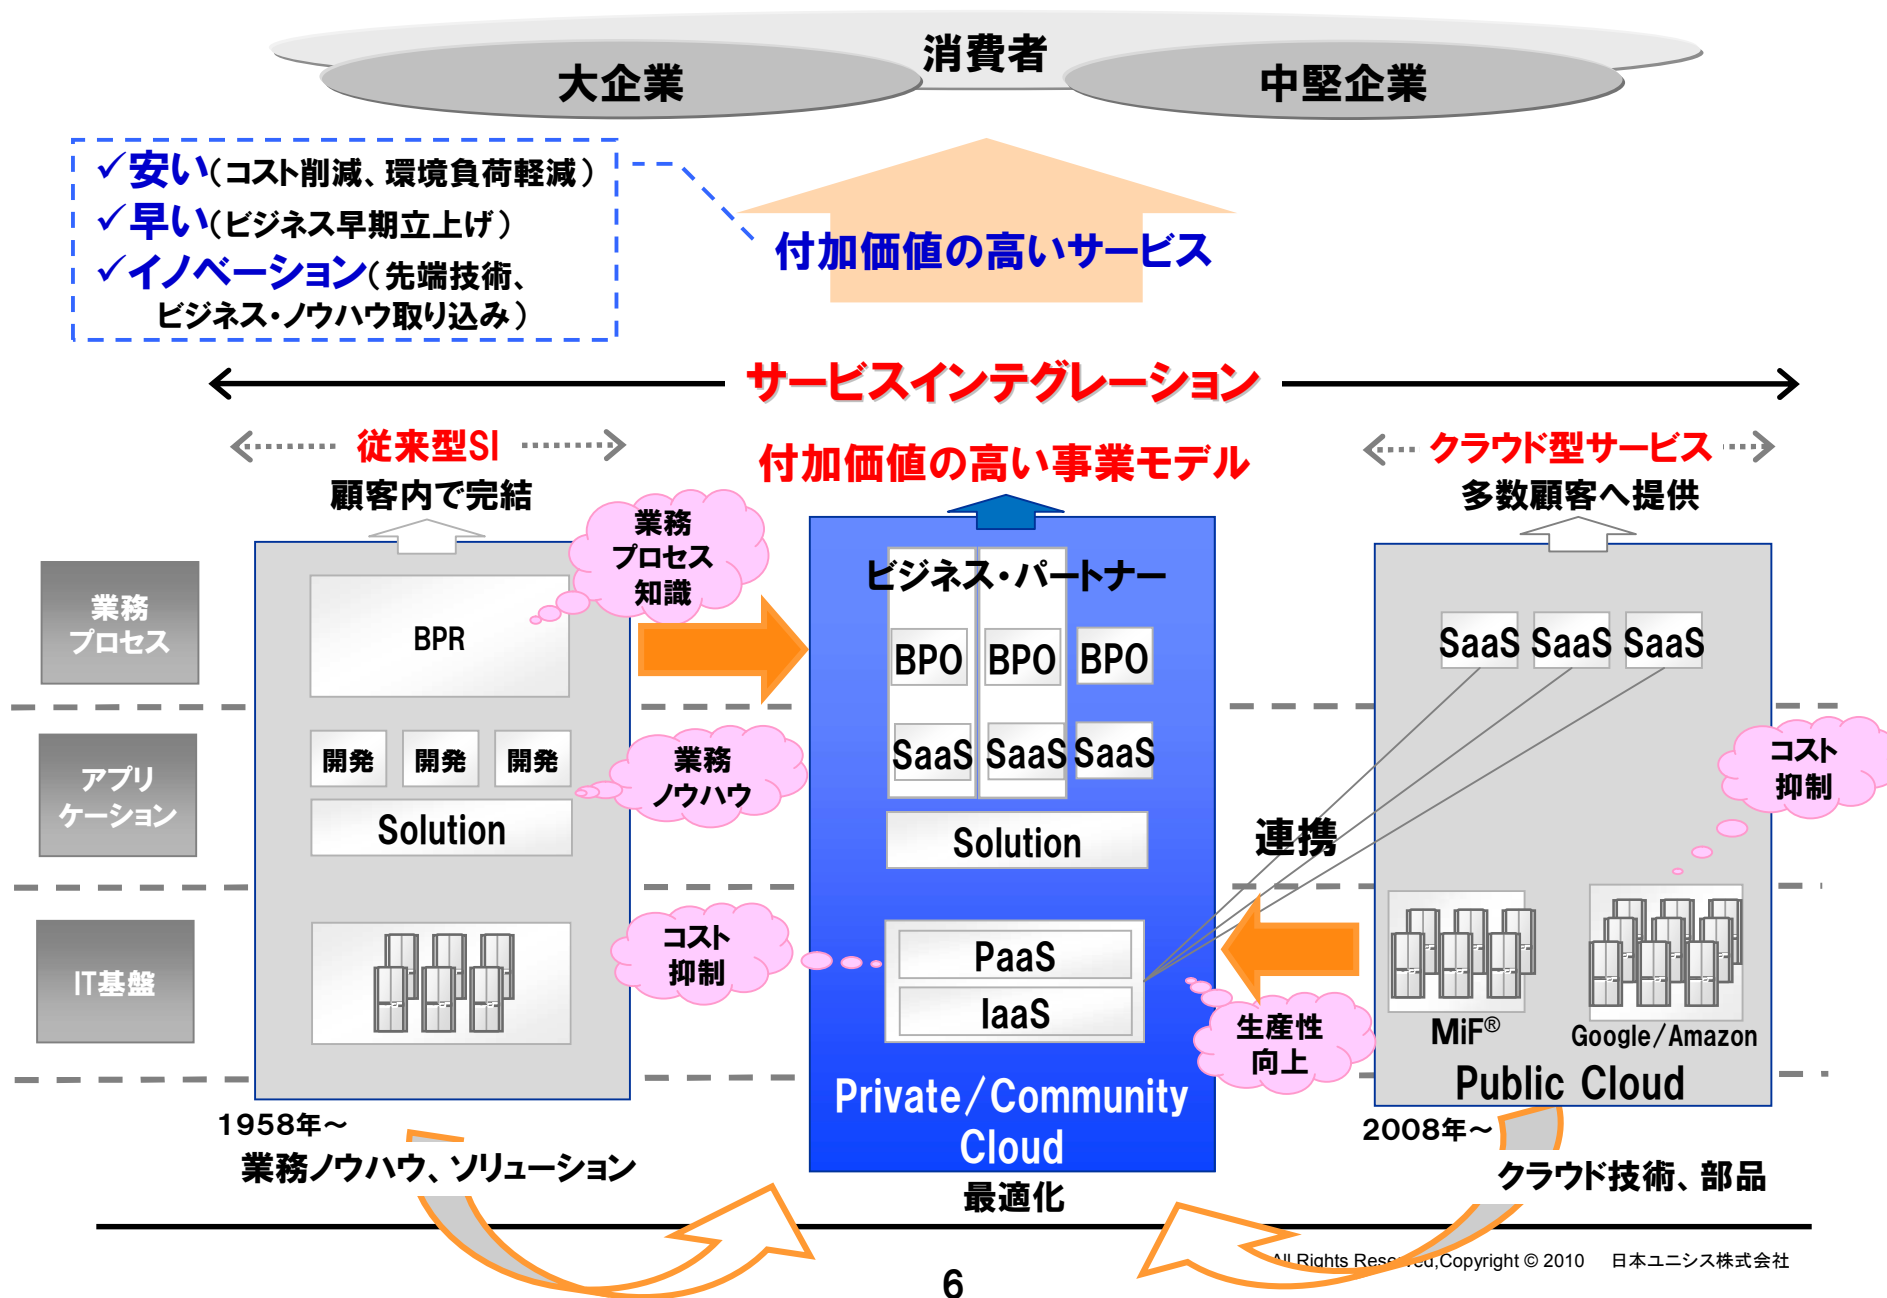 消費者
大企業
中堅企業
✓安い(コスト削減、環境負荷軽減)
✓早い(ビジネス早期立上げ)
✓イノベーション(先端技術、
ビジネス・ノウハウ取り込み)
付加価値の高いサービス
サービスインテグレーション
従来型SI
顧客内で完結
付加価値の高い事業モデル
クラウド型サービス
多数顧客へ提供
業務
プロセス
アプリ
ケーション
IT基盤
BPR
開発 開発 開発
Solution
業務
プロセス
知識
業務
ノウハウ
コスト
抑制
ビジネス・パートナー
BPO BPO BPO
SaaS SaaS SaaS
Solution
PaaS
IaaS
Private/Community
Cloud
最適化
連携
生産性
向上
SaaS SaaS SaaS
コスト
抑制
MiF®
Google/Amazon
Public Cloud
1958年～
業務ノウハウ、ソリューション
2008年～
クラウド技術、部品
All Rights Reserved,Copyright © 2010 日本ユニシス株式会社
6